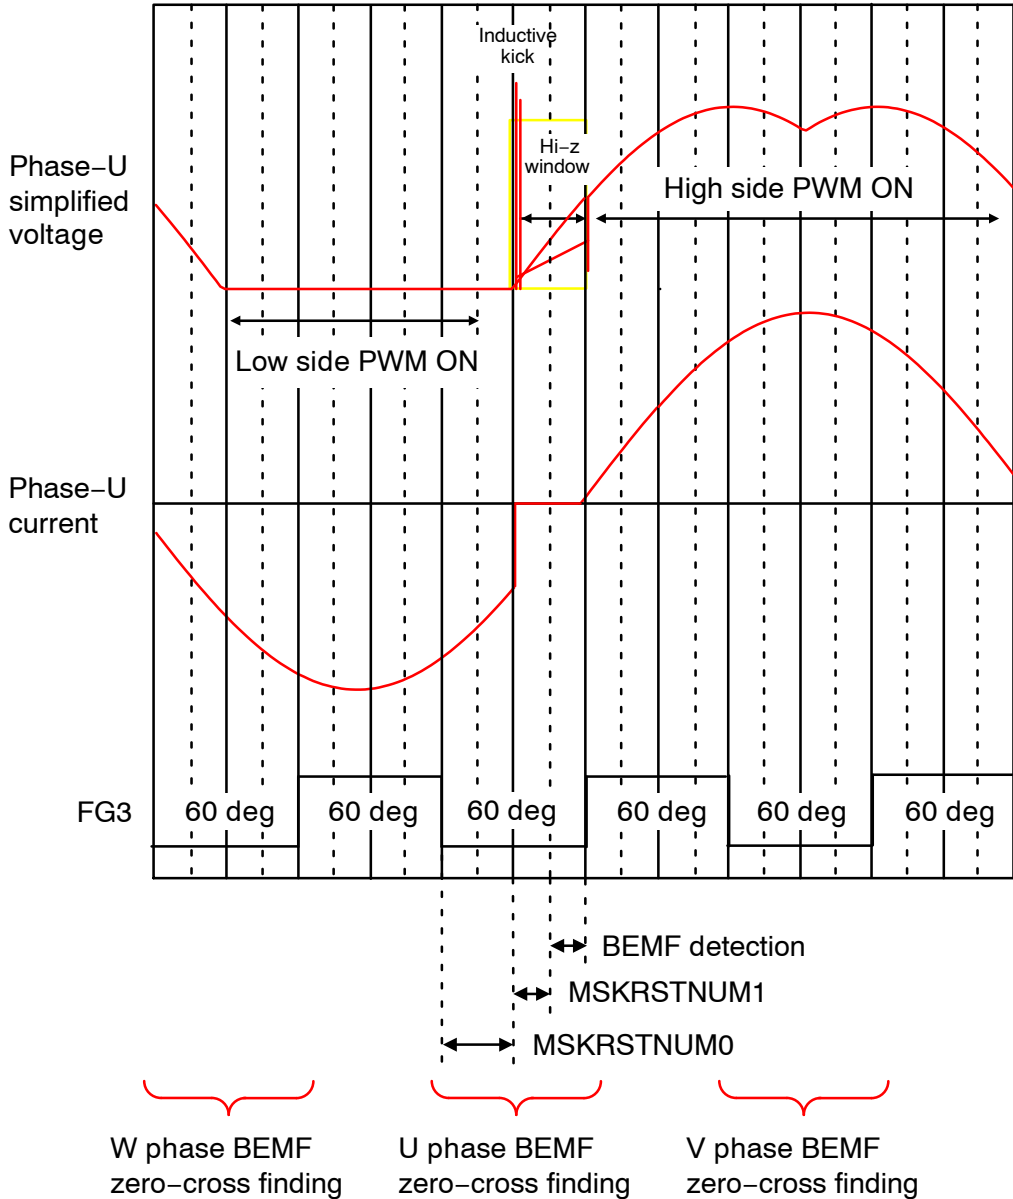 Inductive
kick
Phase−U
simplified
voltage
Hi−z
window
High side PWM ON
Low side PWM ON
Phase−U
current
FG3
60 deg
60 deg
60 deg
60 deg
60 deg
60 deg
BEMF detection
MSKRSTNUM1
MSKRSTNUM0
W phase BEMF
zero−cross finding
U phase BEMF
zero−cross finding
V phase BEMF
zero−cross finding